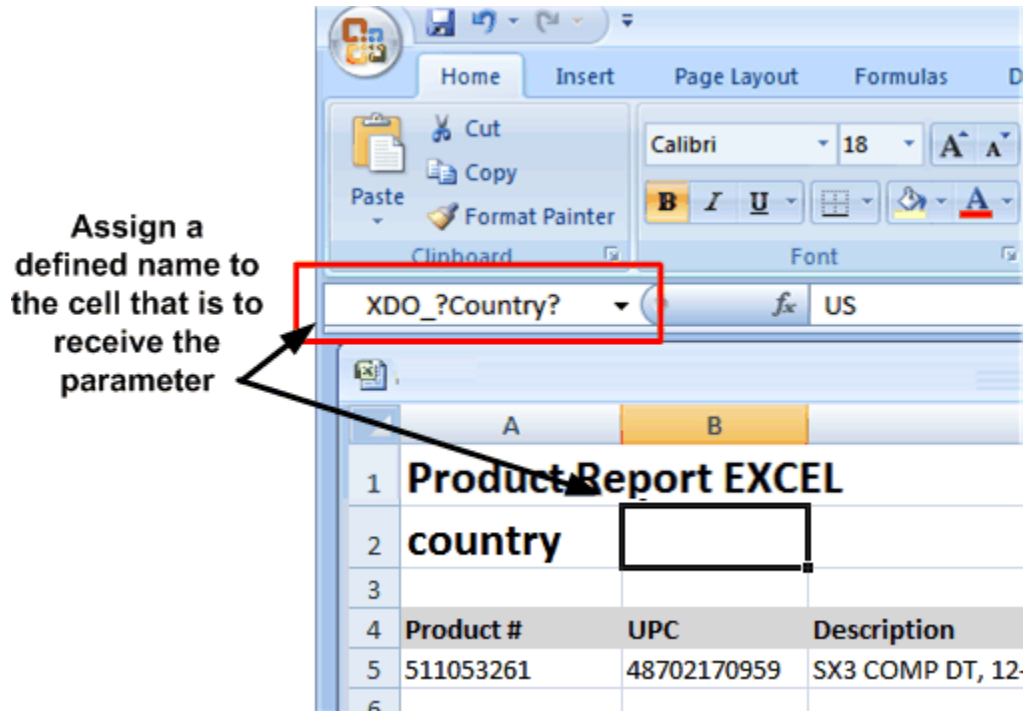 Home Insert Page Layout Formulas D
Cut
Calibri 18 A A
Copy
Paste
Format Painter
B I U A
Clipboard Font
Assign a
defined name to
the cell that is to
receive the
parameter
XDO_?Country? fx US
A B
1 Product Report EXCEL
2 country
3
4 Product # UPC Description
5 511053261 48702170959 SX3 COMP DT, 12-
6